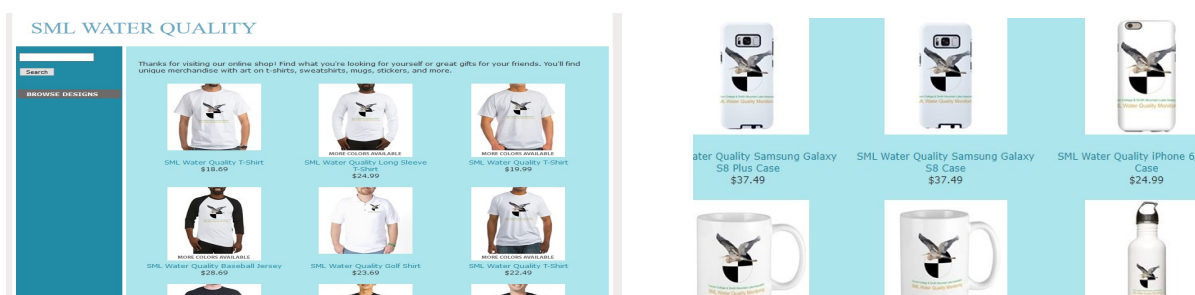 SML WATER QUALITY
Search
BROWSE DESIGNS
Thanks for visiting our online shop! Find what you're looking for yourself or great gifts for your friends. You'll find
unique merchandise with art on t-shirts, sweatshirts, mugs, stickers, and more.
MORE COLORS AVAILABLE
MORE COLORS AVAILABLE
SML Water Quality T-Shirt
$18.69
SML Water Quality Long Sleeve
T-Shirt
$24.99
SML Water Quality T-Shirt
$19.99
MORE COLORS AVAILABLE
MORE COLORS AVAILABLE
SML Water Quality Baseball Jersey
$28.69
SML Water Quality Golf Shirt
$23.69
SML Water Quality T-Shirt
$22.49
ater Quality Samsung Galaxy
S8 Plus Case
$37.49
SML Water Quality Samsung Galaxy
S8 Case
$37.49
SML Water Quality iPhone 6
Case
$24.99